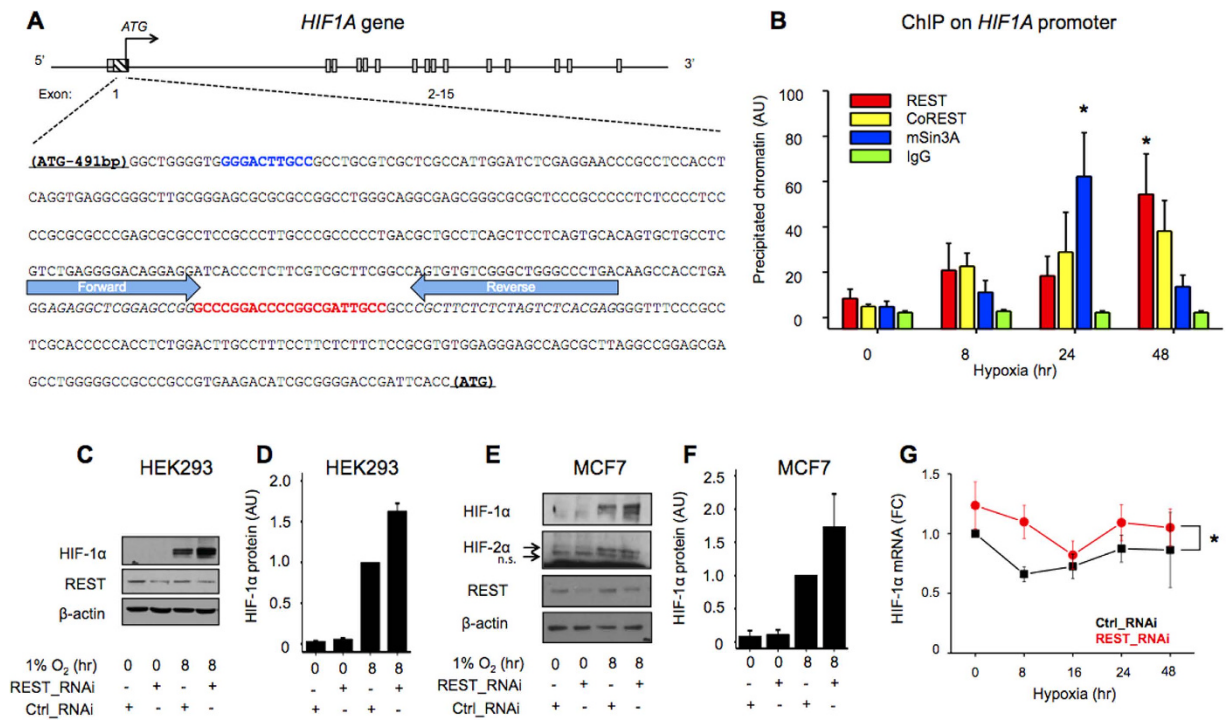 A
HIF1A gene
ATG
5'
3'
Exon:
1
2-15
(ATG-491bp)GGCTGGGGTGGGGACTTGCCGCCTGCGTCGCTCGCCATTGGATCTCGAGGAACCCGCCTCCACCT
CAGGTGAGGCGGGCTTGCGGGAGCGCGCGCCGGCCTGGGCAGGCGAGCGGGCGCGCTCCCGCCCCCTCTCCCCTCC
CCGCGCGCCCGAGCGCGCCTCCGCCCTTGCCCGCCCCCTGACGCTGCCTCAGCTCCTCAGTGCACAGTGCTGCCTC
GTCTGAGGGGACAGGAGGATCACCCTCTTCGTCGCTTCGGCCAGTGTGTCGGGCTGGGCCCTGACAAGCCACCTGA
Forward
Reverse
GGAGAGGCTCGGAGCCGGGCCCGGACCCCGGCGATTGCCGCCCGCTTCTCTCTAGTCTCACGAGGGGTTTCCCGCC
TCGCACCCCCACCTCTGGACTTGCCTTTCCTTCTCTTCTCCGCGTGTGGAGGGAGCCAGCGCTTAGGCCGGAGCGA
GCCTGGGGGCCGCCCGCCGTGAAGACATCGCGGGGACCGATTCACC(ATG)
B
ChIP on HIF1A promoter
Precipitated chromatin (AU)
100
80
60
40
20
0
REST
CoREST
mSin3A
IgG
*
*
0
8
24
48
Hypoxia (hr)
C
HEK293
HIF-1α
REST
β-actin
1% O2 (hr)
0 0 8 8
REST_RNAi
- + - +
Ctrl_RNAi
+ - + -
D
HEK293
HIF-1α protein (AU)
2.0
1.5
1.0
0.5
0
0 0 8 8
- + - +
+ - + -
E
MCF7
HIF-1α
HIF-2α
n.s.
REST
β-actin
1% O2 (hr)
0 0 8 8
REST_RNAi
- + - +
Ctrl_RNAi
+ - + -
F
MCF7
HIF-1α protein (AU)
2.5
2.0
1.5
1.0
0.5
0
0 0 8 8
- + - +
+ - + -
G
HIF-1α mRNA (FC)
1.5
1.0
0.5
0
*
Ctrl_RNAi
REST_RNAi
0 8 16 24 48
Hypoxia (hr)